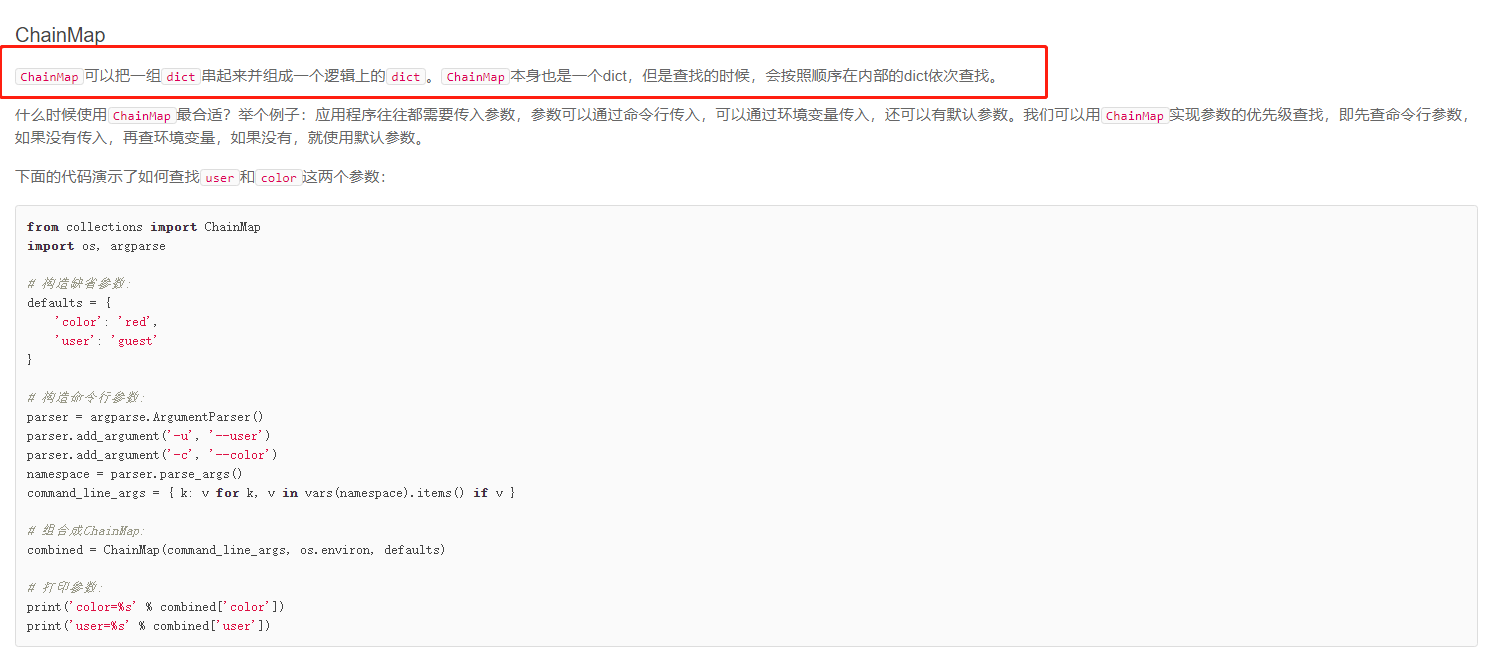 ChainMap
ChainMap可以把一组dict串起来并组成一个逻辑上的dict。ChainMap本身也是一个dict，但是查找的时候，会按照顺序在内部的dict依次查找。
什么时候使用ChainMap最合适？举个例子：应用程序往往都需要传入参数，参数可以通过命令行传入，可以通过环境变量传入，还可以有默认参数。我们可以用ChainMap实现参数的优先级查找，即先查命令行参数，
如果没有传入，再查环境变量，如果没有，就使用默认参数。
下面的代码演示了如何查找user和color这两个参数：
from collections import ChainMap
import os, argparse
# 构造缺省参数:
defaults = {
    'color': 'red',
    'user': 'guest'
}
# 构造命令行参数:
parser = argparse.ArgumentParser()
parser.add_argument('-u', '--user')
parser.add_argument('-c', '--color')
namespace = parser.parse_args()
command_line_args = { k: v for k, v in vars(namespace).items() if v }
# 组合成ChainMap:
combined = ChainMap(command_line_args, os.environ, defaults)
# 打印参数:
print('color=%s' % combined['color'])
print('user=%s' % combined['user'])